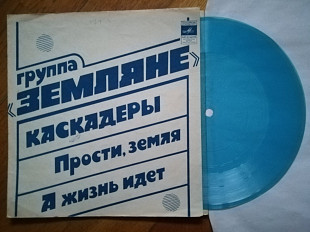 группа
«ЗЕМЛЯНЕ»
КАСКАДЕРЫ
Прости, земля
А жизнь идет